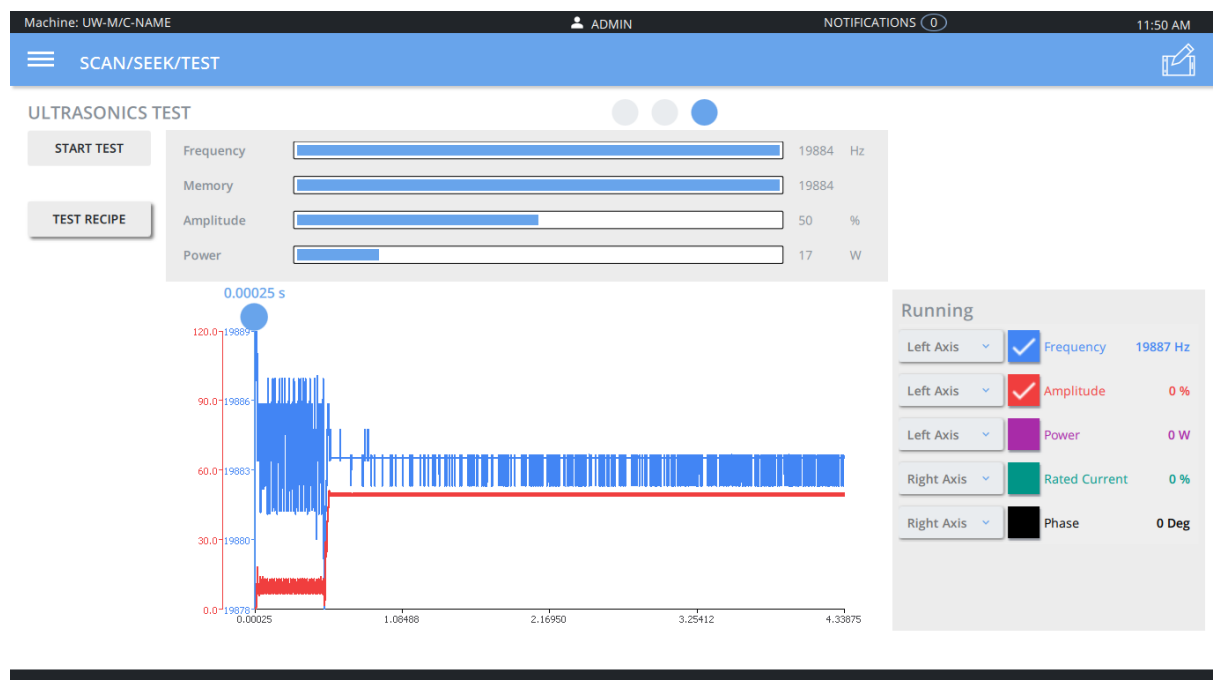 Machine: UW-M/C-NAME ADMIN NOTIFICATIONS 0 11:50 AM
SCAN/SEEK/TEST
ULTRASONICS TEST
START TEST
TEST RECIPE
Frequency 19884 Hz
Memory 19884
Amplitude 50 %
Power 17 W
0.00025 s
120.0 19889
90.0 19886
60.0 19883
30.0 19880
0.0 19878
0.00025 1.08488 2.16950 3.25412 4.33875
Running
Left Axis Frequency 19887 Hz
Left Axis Amplitude 0 %
Left Axis Power 0 W
Right Axis Rated Current 0 %
Right Axis Phase 0 Deg